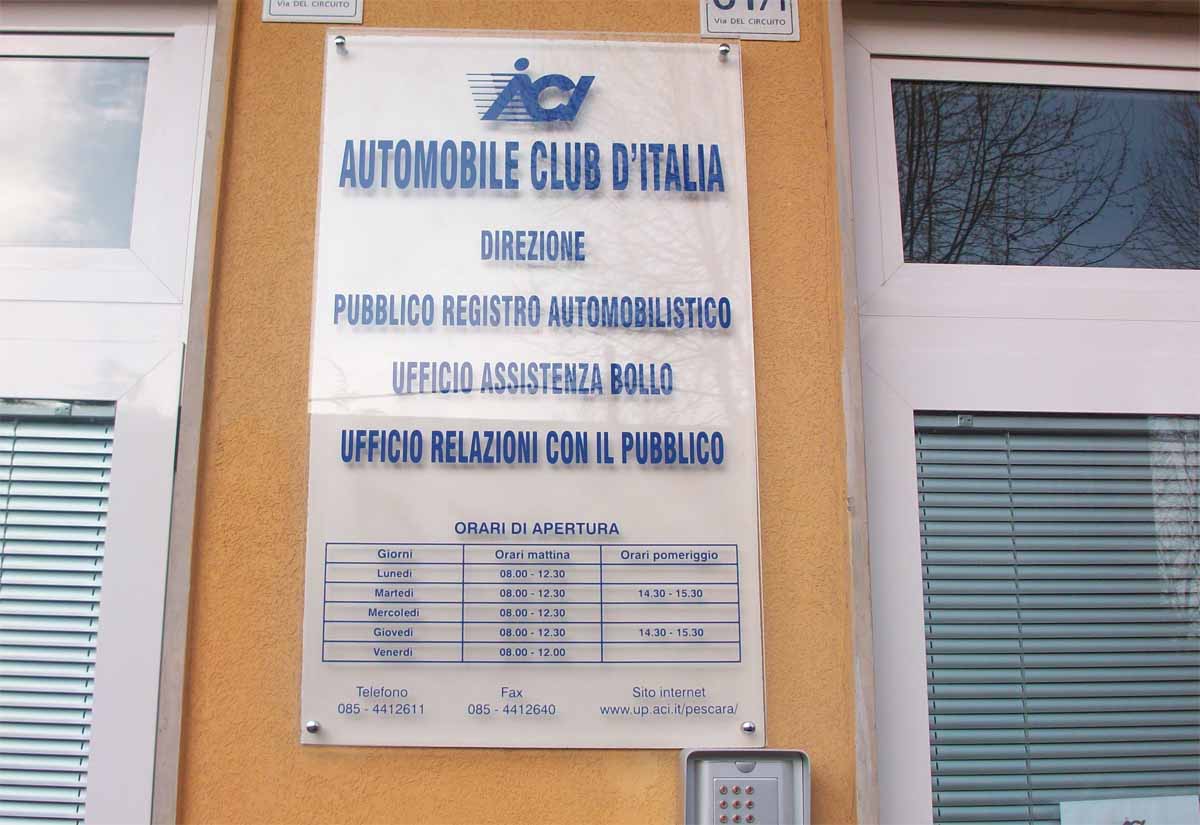 Via DEL CIRCUITO
Via DEL CIRCUITO
ACI
AUTOMOBILE CLUB D'ITALIA
DIREZIONE
PUBBLICO REGISTRO AUTOMOBILISTICO
UFFICIO ASSISTENZA BOLLO
UFFICIO RELAZIONI CON IL PUBBLICO
ORARI DI APERTURA
Giorni Orari mattina Orari pomeriggio
Lunedì 08.00 - 12.30
Martedì 08.00 - 12.30 14.30 - 15.30
Mercoledì 08.00 - 12.30
Giovedì 08.00 - 12.30 14.30 - 15.30
Venerdì 08.00 - 12.00
Telefono Fax Sito internet
085 - 4412611 085 - 4412640 www.up.aci.it/pescara/